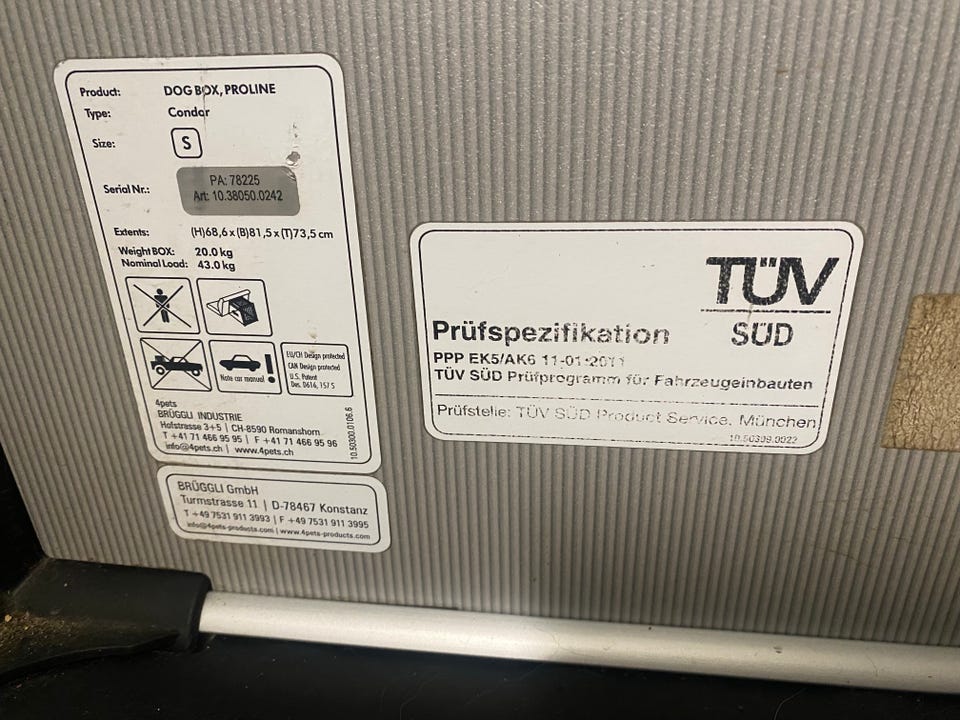 Product: DOG BOX, PROLINE
Type: Condor
Size: S
Serial Nr.: PA: 78225
Art: 10.38050.0242
Extents: (H)68,6 x (B)81,5 x (T)73,5 cm
Weight BOX: 20.0 kg
Nominal Load: 43.0 kg
Note car manual !
EU/CH Design protected
CAN Design protected
U.S. Patent
Des. D616, 157 S
4pets
BRÜGGLI INDUSTRIE
Hofstrasse 3+5 | CH-8590 Romanshorn
T +41 71 466 95 95 | F +41 71 466 95 96
info@4pets.ch | www.4pets.ch
10.50300.0106.6
BRÜGGLI GmbH
Turmstrasse 11 | D-78467 Konstanz
T +49 7531 911 3993 | F +49 7531 911 3995
info@4pets-products.com | www.4pets-products.com
TÜV
SÜD
Prüfspezifikation
PPP EK5/AK6 11-01-2011
TÜV SÜD Prüfprogramm für Fahrzeugeinbauten
Prüfstelle: TÜV SÜD Product Service, München
10.50399.0022